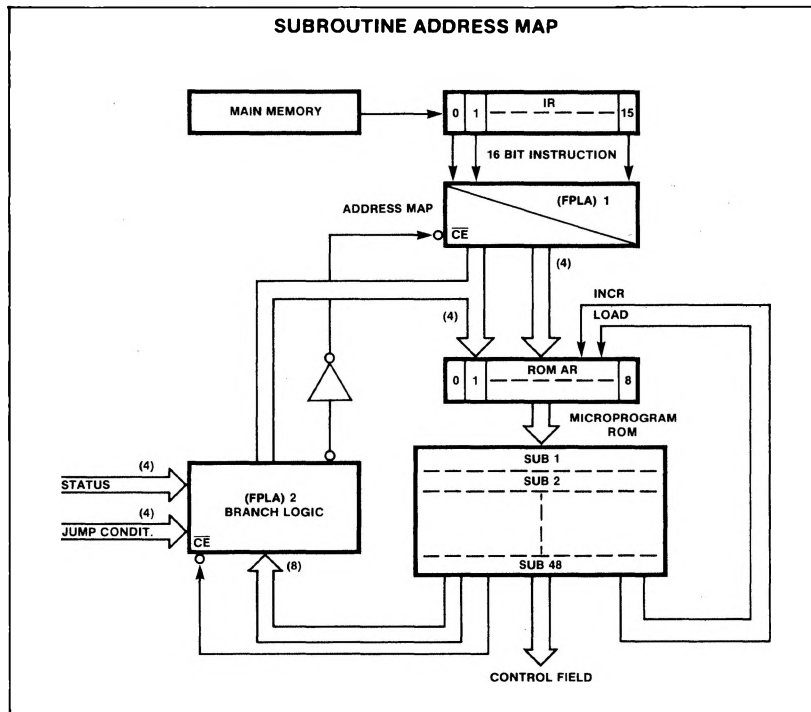 SUBROUTINE ADDRESS MAP
MAIN MEMORY
IR
0 1 15
16 BIT INSTRUCTION
ADDRESS MAP
(FPLA) 1
CE
(4)
(4)
INCR
LOAD
ROM AR
0 1 8
MICROPROGRAM
ROM
SUB 1
SUB 2
SUB 48
(4)
STATUS
(4)
JUMP CONDIT.
(FPLA) 2
BRANCH LOGIC
CE
(8)
CONTROL FIELD